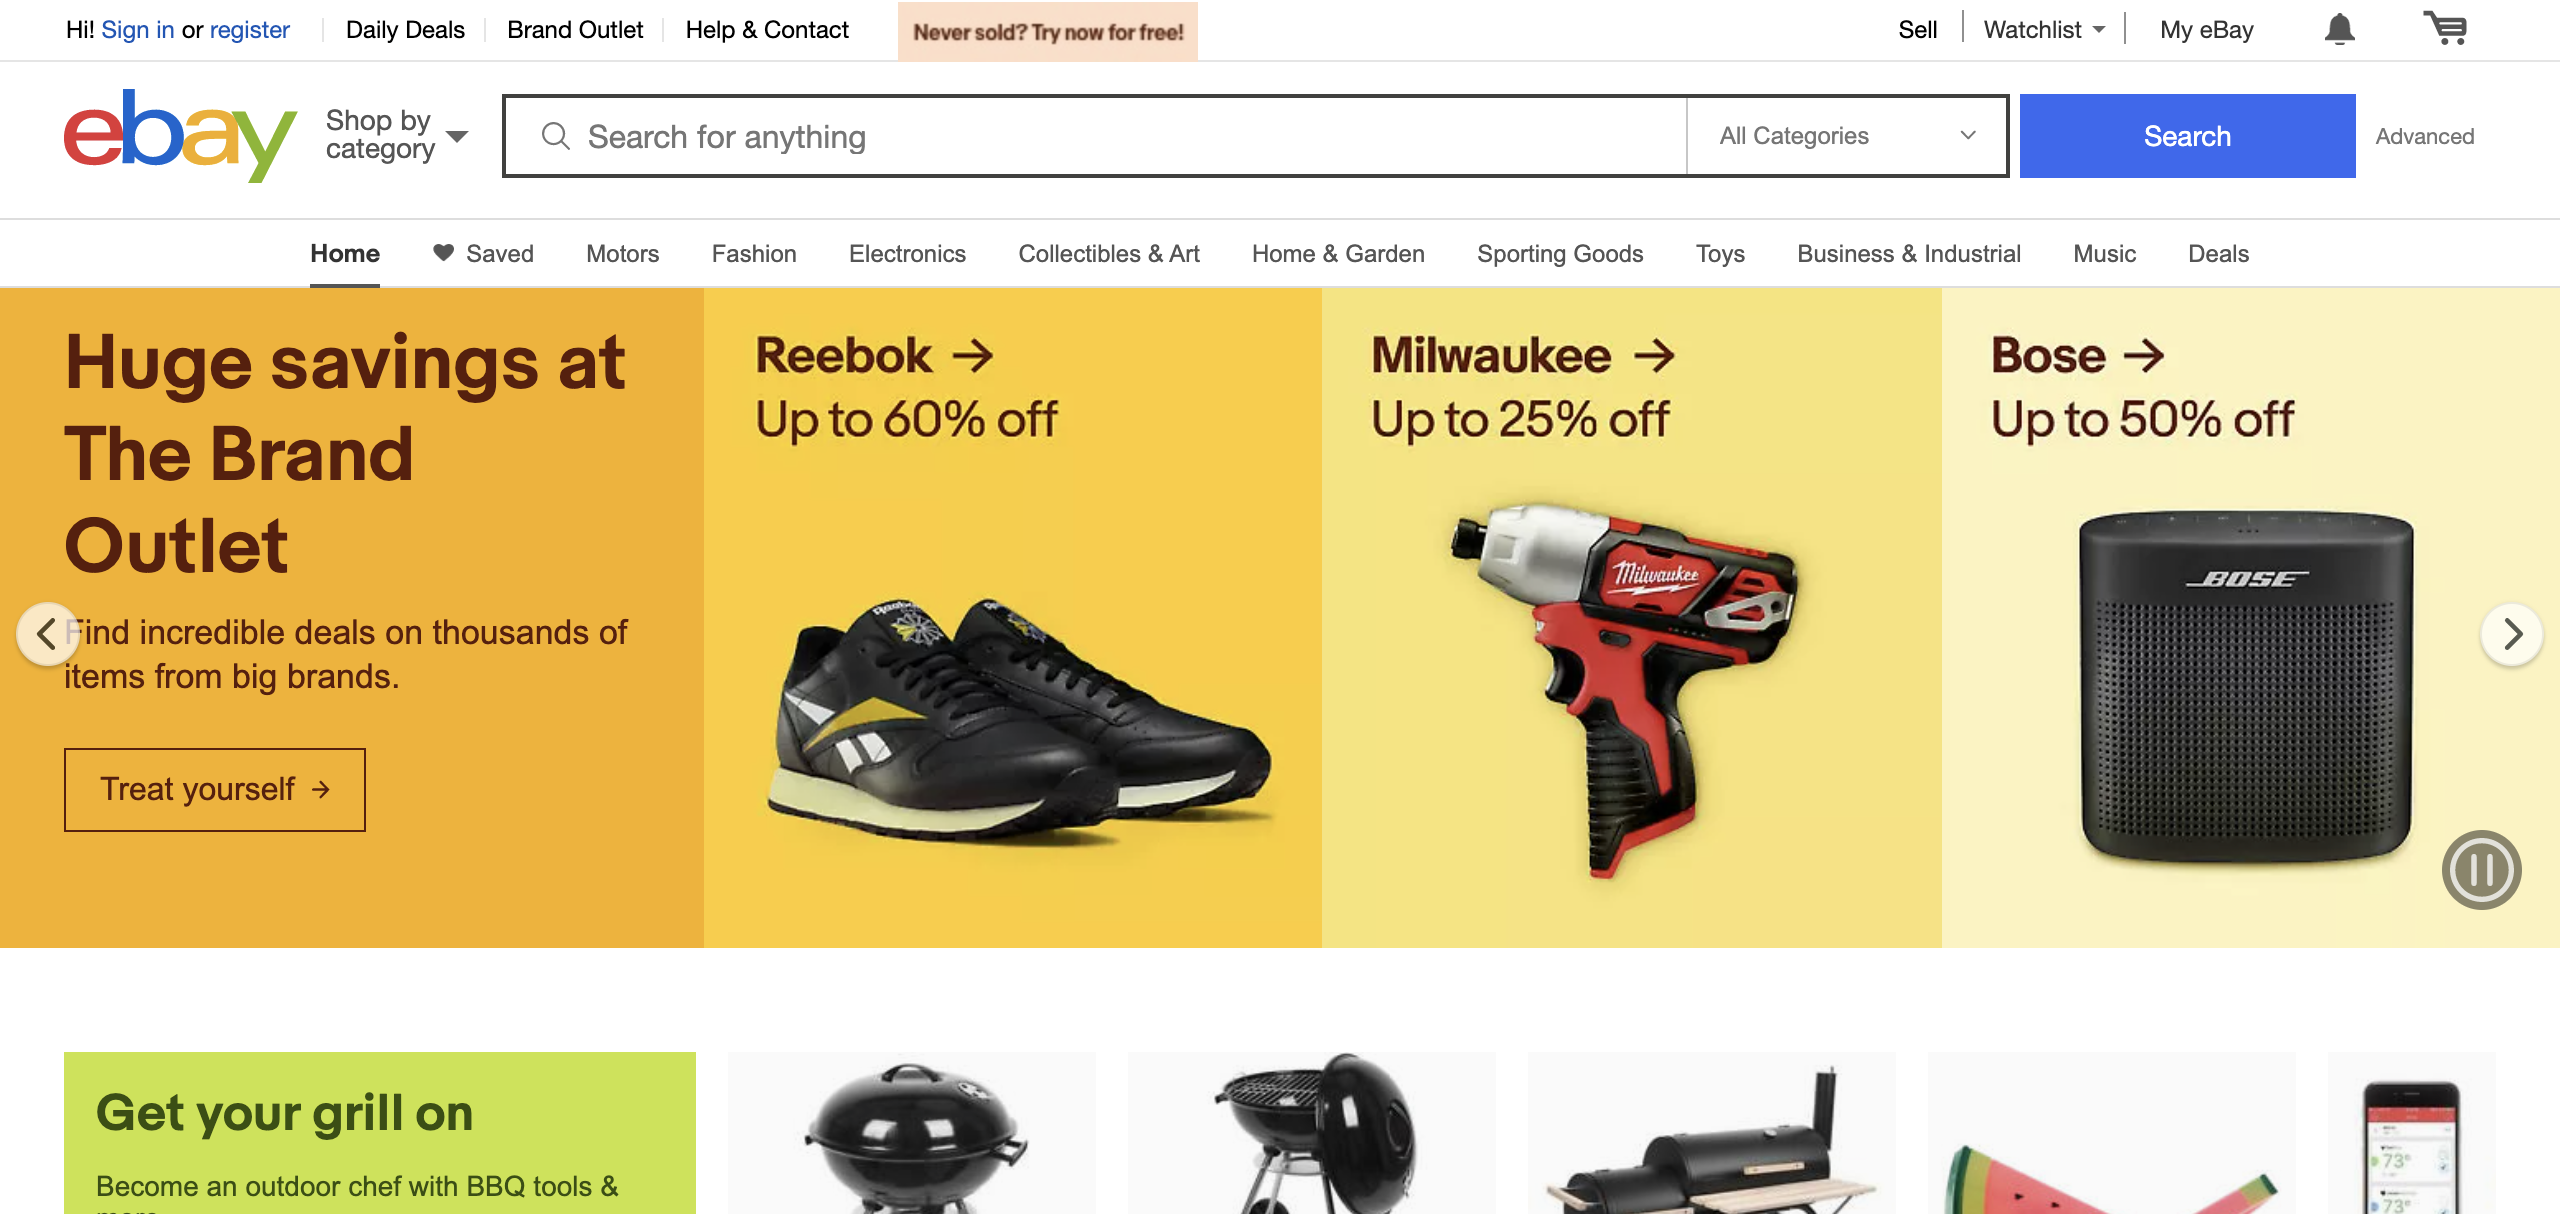 Hi! Sign in or register
Daily Deals
Brand Outlet
Help & Contact
Never sold? Try now for free!
Sell
Watchlist
My eBay
ebay
Shop by
category
Search for anything
All Categories
Search
Advanced
Home
Saved
Motors
Fashion
Electronics
Collectibles & Art
Home & Garden
Sporting Goods
Toys
Business & Industrial
Music
Deals
Huge savings at
The Brand
Outlet
Find incredible deals on thousands of
items from big brands.
Treat yourself →
Reebok →
Up to 60% off
Reebok
Milwaukee →
Up to 25% off
Milwaukee
Bose →
Up to 50% off
BOSE
Get your grill on
Become an outdoor chef with BBQ tools &
73°
73°